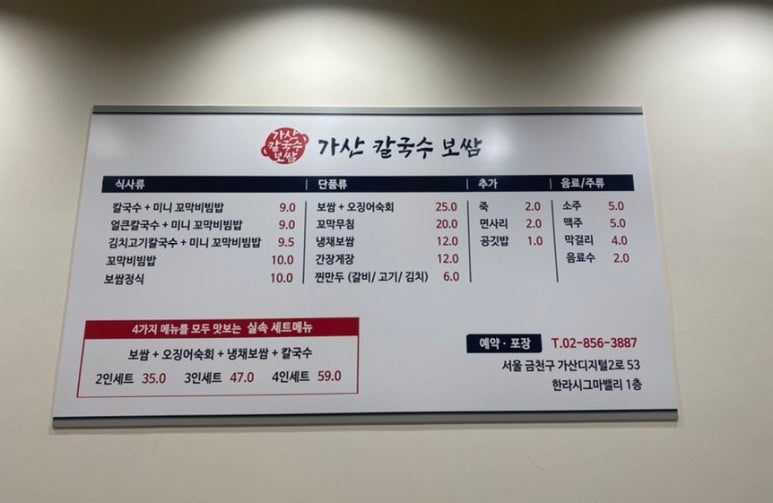 가산
칼국수
보쌈
가산 칼국수 보쌈
식사류
칼국수 + 미니 꼬막비빔밥 9.0
얼큰칼국수 + 미니 꼬막비빔밥 9.0
김치고기칼국수 + 미니 꼬막비빔밥 9.5
꼬막비빔밥 10.0
보쌈정식 10.0
단품류
보쌈 + 오징어숙회 25.0
꼬막무침 20.0
냉채보쌈 12.0
간장게장 12.0
찐만두 (갈비/ 고기/ 김치) 6.0
추가
죽 2.0
면사리 2.0
공깃밥 1.0
음료/주류
소주 5.0
맥주 5.0
막걸리 4.0
음료수 2.0
4가지 메뉴를 모두 맛보는 실속 세트메뉴
보쌈 + 오징어숙회 + 냉채보쌈 + 칼국수
2인세트 35.0 3인세트 47.0 4인세트 59.0
예약 · 포장 T.02-856-3887
서울 금천구 가산디지털2로 53
한라시그마밸리 1층